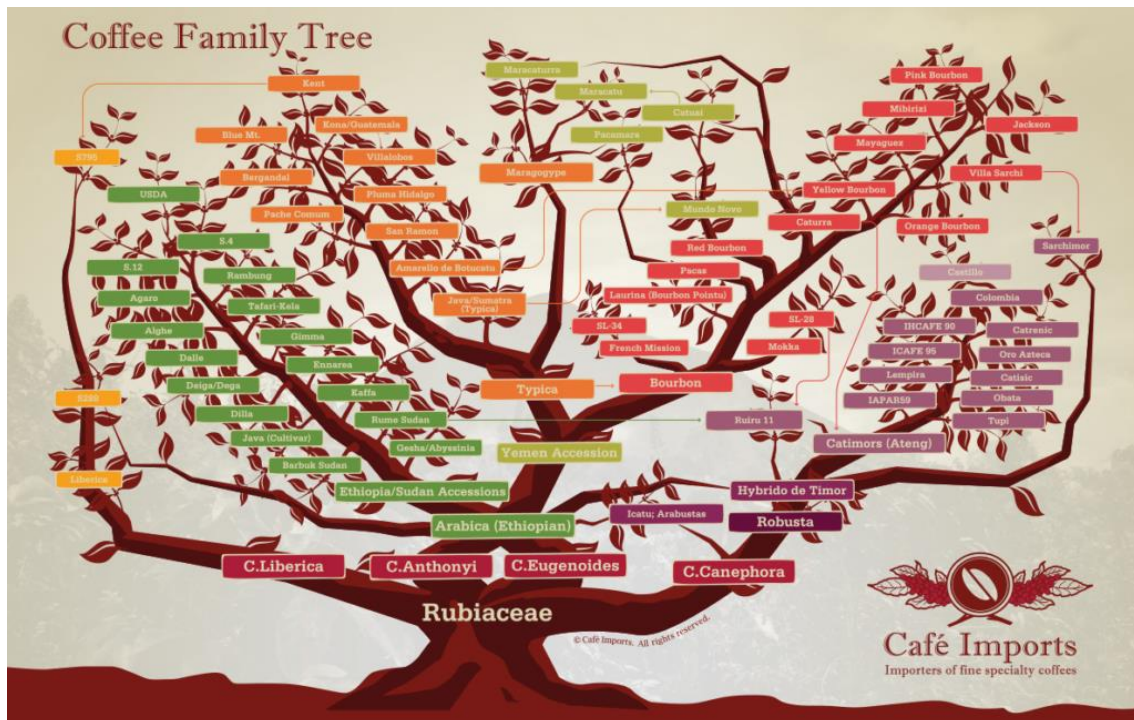 Coffee Family Tree
Kent
Maracaturra
Maracatu
Catuai
Pacamara
Pink Bourbon
Mibirizi
Jackson
Mayaguez
Villa Sarchi
Blue Mt.
Kona/Guatemala
Villalobos
Bergandal
Pluma Hidalgo
Pache Comum
San Ramon
Maragogype
Yellow Bourbon
Mundo Novo
Caturra
Orange Bourbon
Sarchimor
S795
USDA
S.4
S.12
Rambung
Agaro
Tafari-Kela
Alghe
Gimma
Dalle
Ennarea
Deiga/Dega
Kaffa
Dilla
Rume Sudan
Java (Cultivar)
Gesha/Abyssinia
Barbuk Sudan
Amarello de Botucatu
Java/Sumatra
(Typica)
Red Bourbon
Pacas
Laurina (Bourbon Pointu)
SL-34
French Mission
SL-28
Mokka
Castillo
Colombia
IHCAFE 90
Catrenic
ICAFE 95
Oro Azteca
Lempira
Catisic
IAPAR59
Obata
Tupi
S288
Typica
Bourbon
Ruiru 11
Catimors (Ateng)
Yemen Accession
Liberica
Ethiopia/Sudan Accessions
Hybrido de Timor
Arabica (Ethiopian)
Icatu; Arabustas
Robusta
C.Liberica
C.Anthonyi
C.Eugenoides
C.Canephora
Rubiaceae
© Café Imports. All rights reserved.
Café Imports
Importers of fine specialty coffees